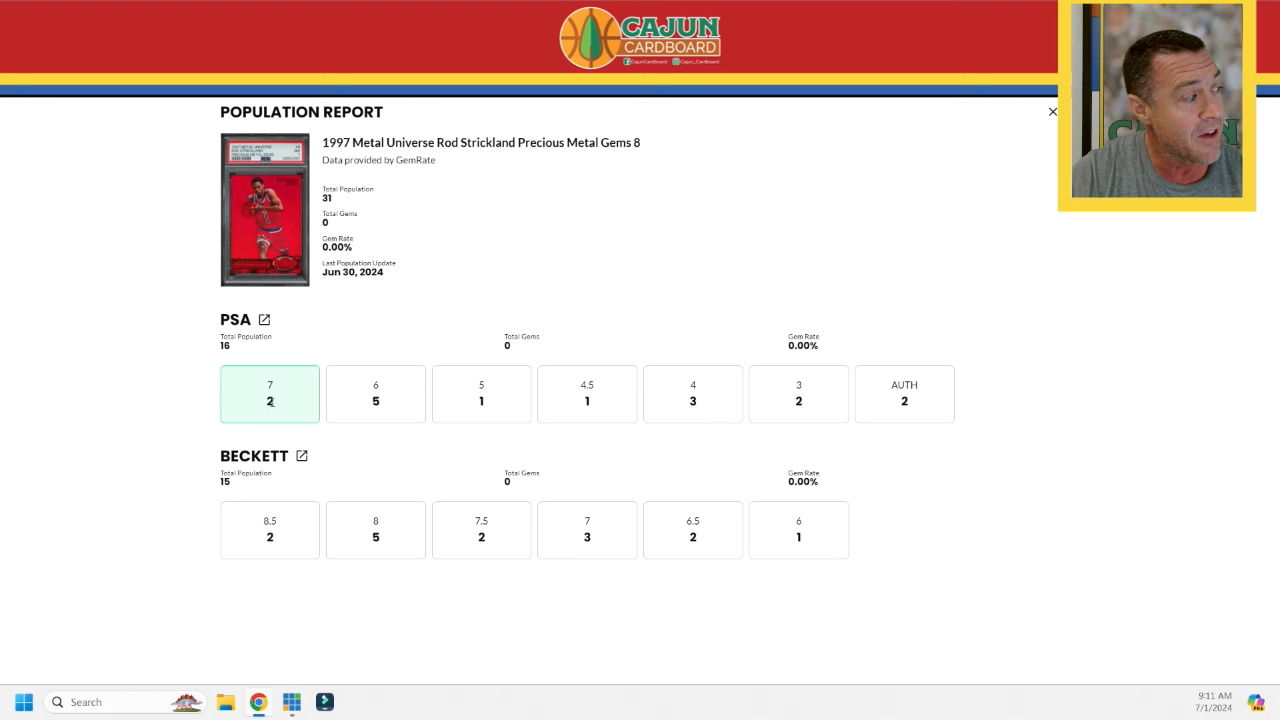 CAJUN
CARDBOARD
CajunCardboard Cajun_Cardboard
POPULATION REPORT
1997 Metal Universe Rod Strickland Precious Metal Gems 8
Data provided by GemRate
Total Population
31
Total Gems
0
Gem Rate
0.00%
Last Population Update
Jun 30, 2024
PSA
Total Population Total Gems Gem Rate
16 0 0.00%
7 6 5 4.5 4 3 AUTH
2 5 1 1 3 2 2
BECKETT
Total Population Total Gems Gem Rate
15 0 0.00%
8.5 8 7.5 7 6.5 6
2 5 2 3 2 1
Search
9:11 AM
7/1/2024